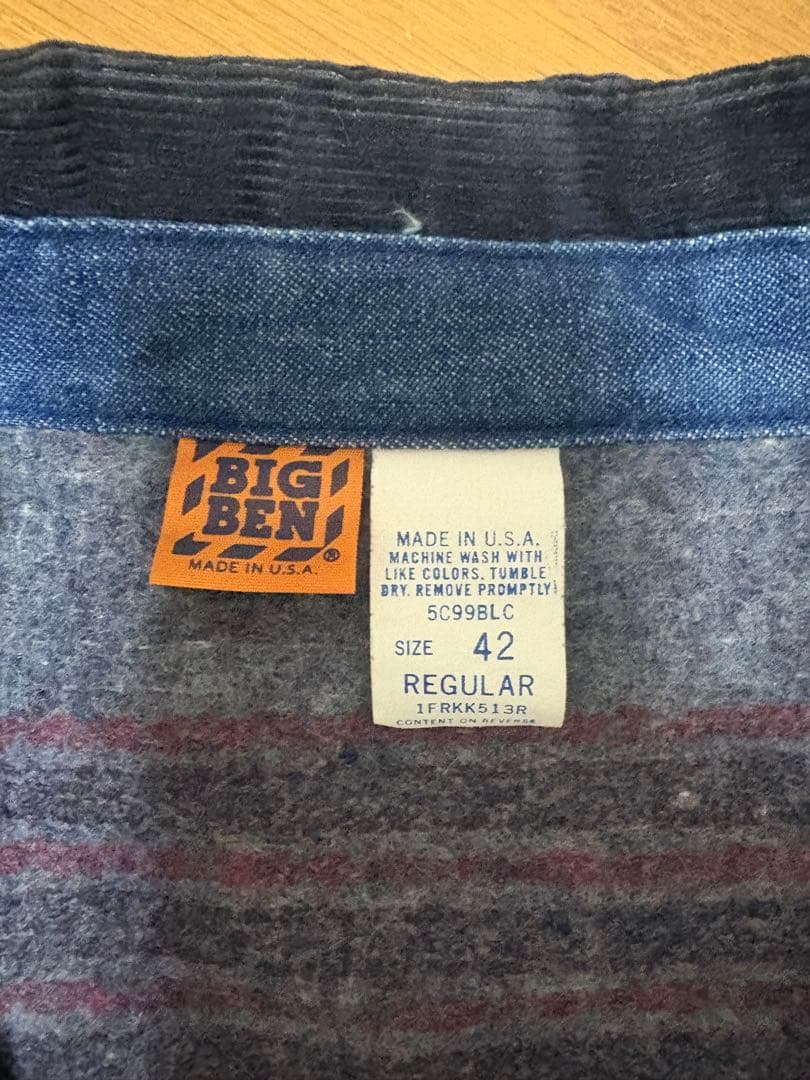 BIG
BEN
®
MADE IN U.S.A.
MADE IN U.S.A.
MACHINE WASH WITH
LIKE COLORS. TUMBLE
DRY. REMOVE PROMPTLY
5C99BLC
SIZE 42
REGULAR
1FRKK513R
CONTENT ON REVERSE